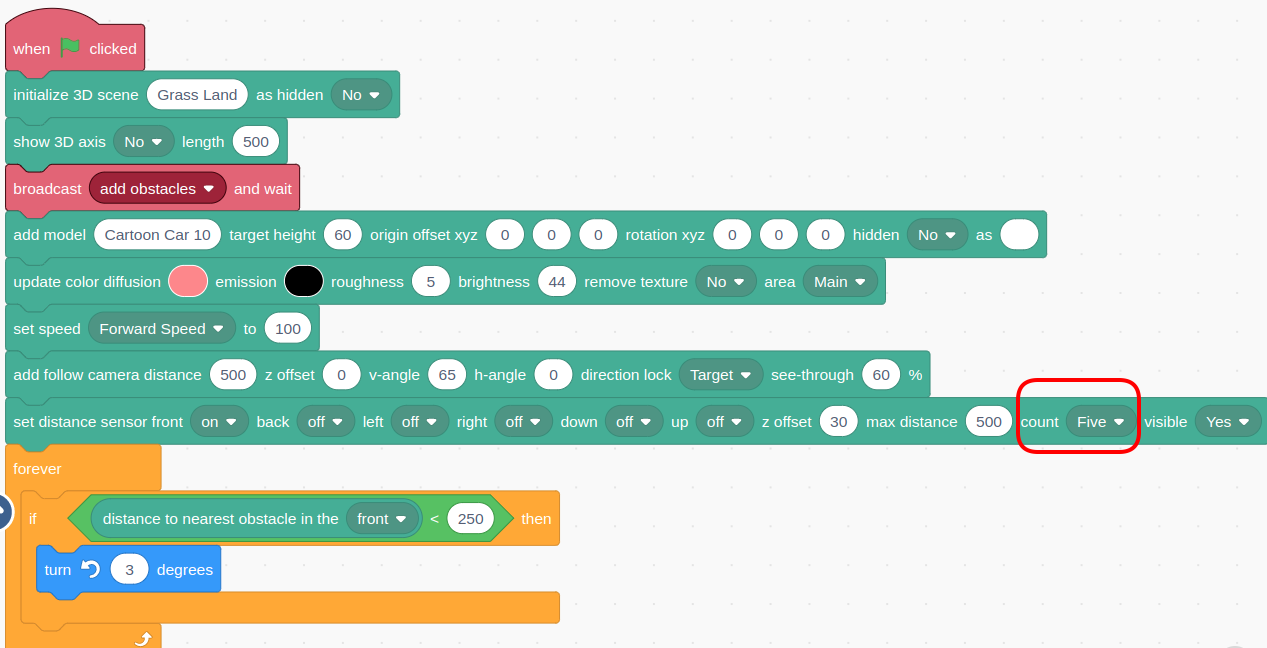 when clicked
initialize 3D scene Grass Land as hidden No
show 3D axis No length 500
broadcast add obstacles and wait
add model Cartoon Car 10 target height 60 origin offset xyz 0 0 0 rotation xyz 0 0 0 hidden No as
update color diffusion emission roughness 5 brightness 44 remove texture No area Main
set speed Forward Speed to 100
add follow camera distance 500 z offset 0 v-angle 65 h-angle 0 direction lock Target see-through 60 %
set distance sensor front on back off left off right off down off up off z offset 30 max distance 500 count Five visible Yes
forever
if distance to nearest obstacle in the front < 250 then
turn 3 degrees